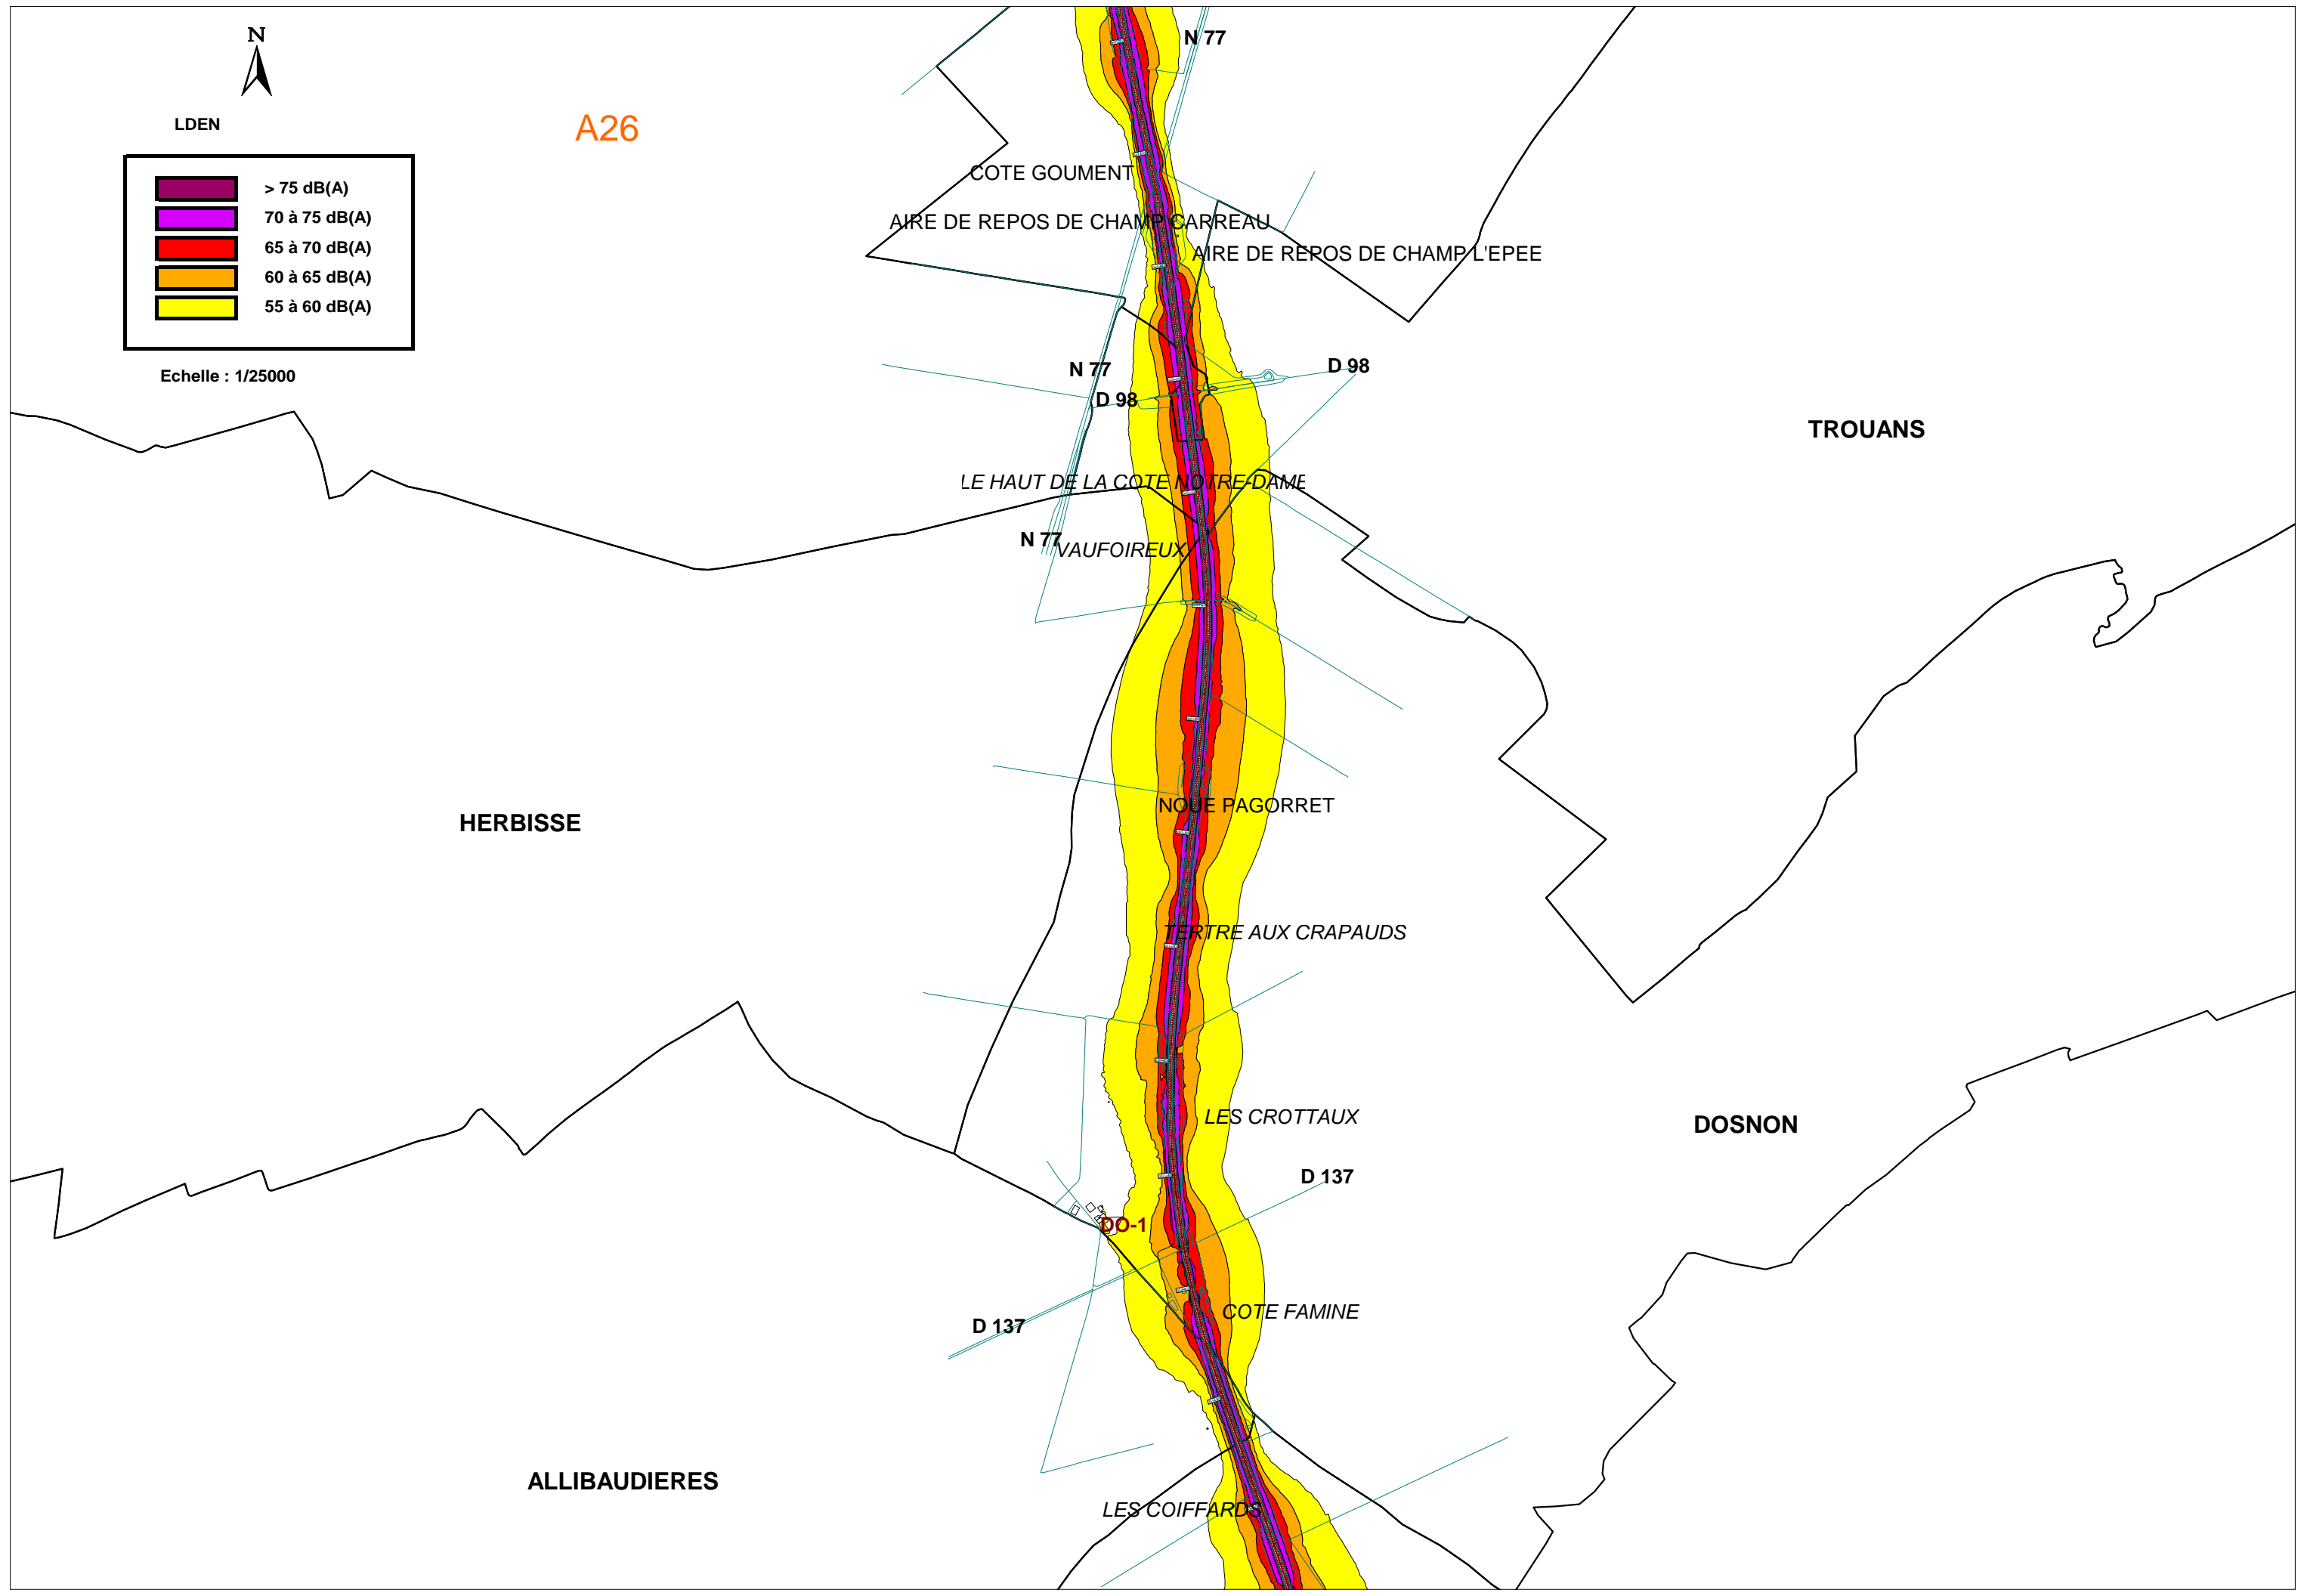 N
N 77
LDEN
A26
> 75 dB(A)
70 à 75 dB(A)
65 à 70 dB(A)
60 à 65 dB(A)
55 à 60 dB(A)
Echelle : 1/25000
COTE GOUMENT
AIRE DE REPOS DE CHAMP CARREAU
AIRE DE REPOS DE CHAMP L'EPEE
N 77
D 98
D 98
TROUANS
LE HAUT DE LA COTE NOTRE-DAME
N 77
VAUFOIREUX
NOUE PAGORRET
HERBISSE
TERTRE AUX CRAPAUDS
LES CROTTAUX
DOSNON
D 137
DO-1
COTE FAMINE
D 137
ALLIBAUDIERES
LES COIFFARDS